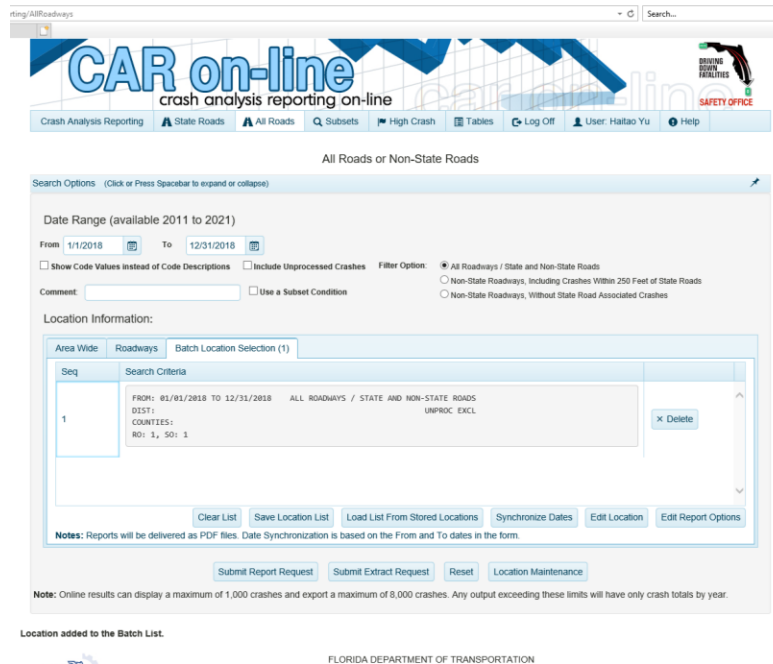 rting/AllRoadways
Search...
CAR on-line
crash analysis reporting on-line
car on-line
DRIVING
DOWN
FATALITIES
SAFETY OFFICE
Crash Analysis Reporting State Roads All Roads Subsets High Crash Tables Log Off User: Haitao Yu Help
All Roads or Non-State Roads
Search Options (Click or Press Spacebar to expand or collapse)
Date Range (available 2011 to 2021)
From 1/1/2018 To 12/31/2018
Show Code Values instead of Code Descriptions Include Unprocessed Crashes Filter Option: All Roadways / State and Non-State Roads
Non-State Roadways, Including Crashes Within 250 Feet of State Roads
Comment: Use a Subset Condition Non-State Roadways, Without State Road Associated Crashes
Location Information:
Area Wide Roadways Batch Location Selection (1)
Seq Search Criteria
FROM: 01/01/2018 TO 12/31/2018 ALL ROADWAYS / STATE AND NON-STATE ROADS
DIST: UNPROC EXCL
1 COUNTIES: × Delete
RO: 1, SO: 1
Clear List Save Location List Load List From Stored Locations Synchronize Dates Edit Location Edit Report Options
Notes: Reports will be delivered as PDF files. Date Synchronization is based on the From and To dates in the form.
Submit Report Request Submit Extract Request Reset Location Maintenance
Note: Online results can display a maximum of 1,000 crashes and export a maximum of 8,000 crashes. Any output exceeding these limits will have only crash totals by year.
Location added to the Batch List.
FLORIDA DEPARTMENT OF TRANSPORTATION